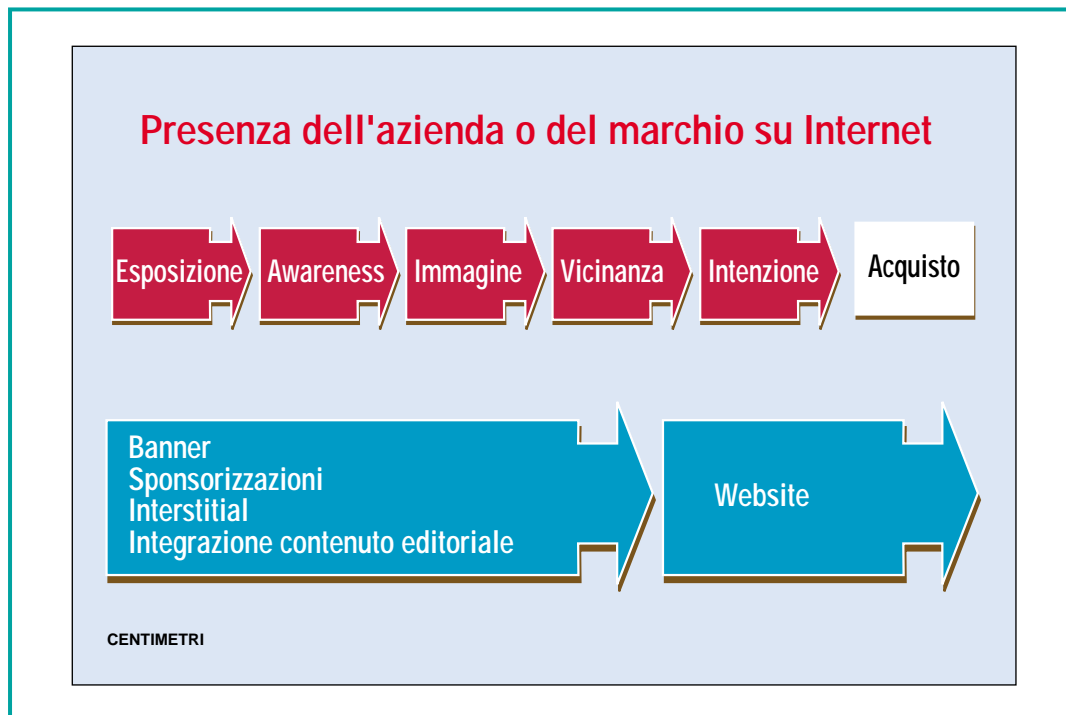 Presenza dell'azienda o del marchio su Internet
Esposizione
Awareness
Immagine
Vicinanza
Intenzione
Acquisto
Banner
Sponsorizzazioni
Interstitial
Integrazione contenuto editoriale
Website
CENTIMETRI